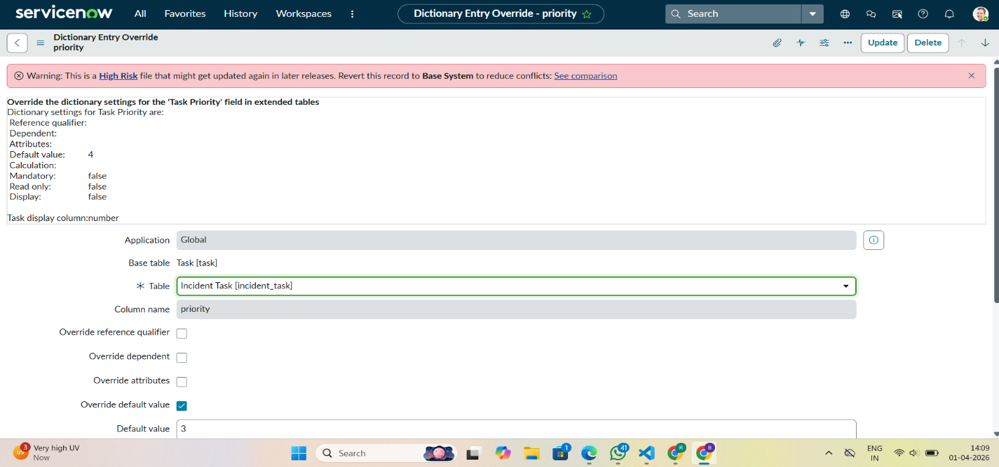 servicenow All Favorites History Workspaces Dictionary Entry Override - priority Search
Dictionary Entry Override
priority
Update Delete
Warning: This is a High Risk file that might get updated again in later releases. Revert this record to Base System to reduce conflicts: See comparison
Override the dictionary settings for the 'Task Priority' field in extended tables
Dictionary settings for Task Priority are:
Reference qualifier:
Dependent:
Attributes:
Default value: 4
Calculation:
Mandatory: false
Read only: false
Display: false
Task display column:number
Application Global
Base table Task [task]
Table Incident Task [incident_task]
Column name priority
Override reference qualifier
Override dependent
Override attributes
Override default value
Default value 3
UV 3 Very high UV
Now
Search
1
41
R
B
ENG
IN
14:09
01-04-2026